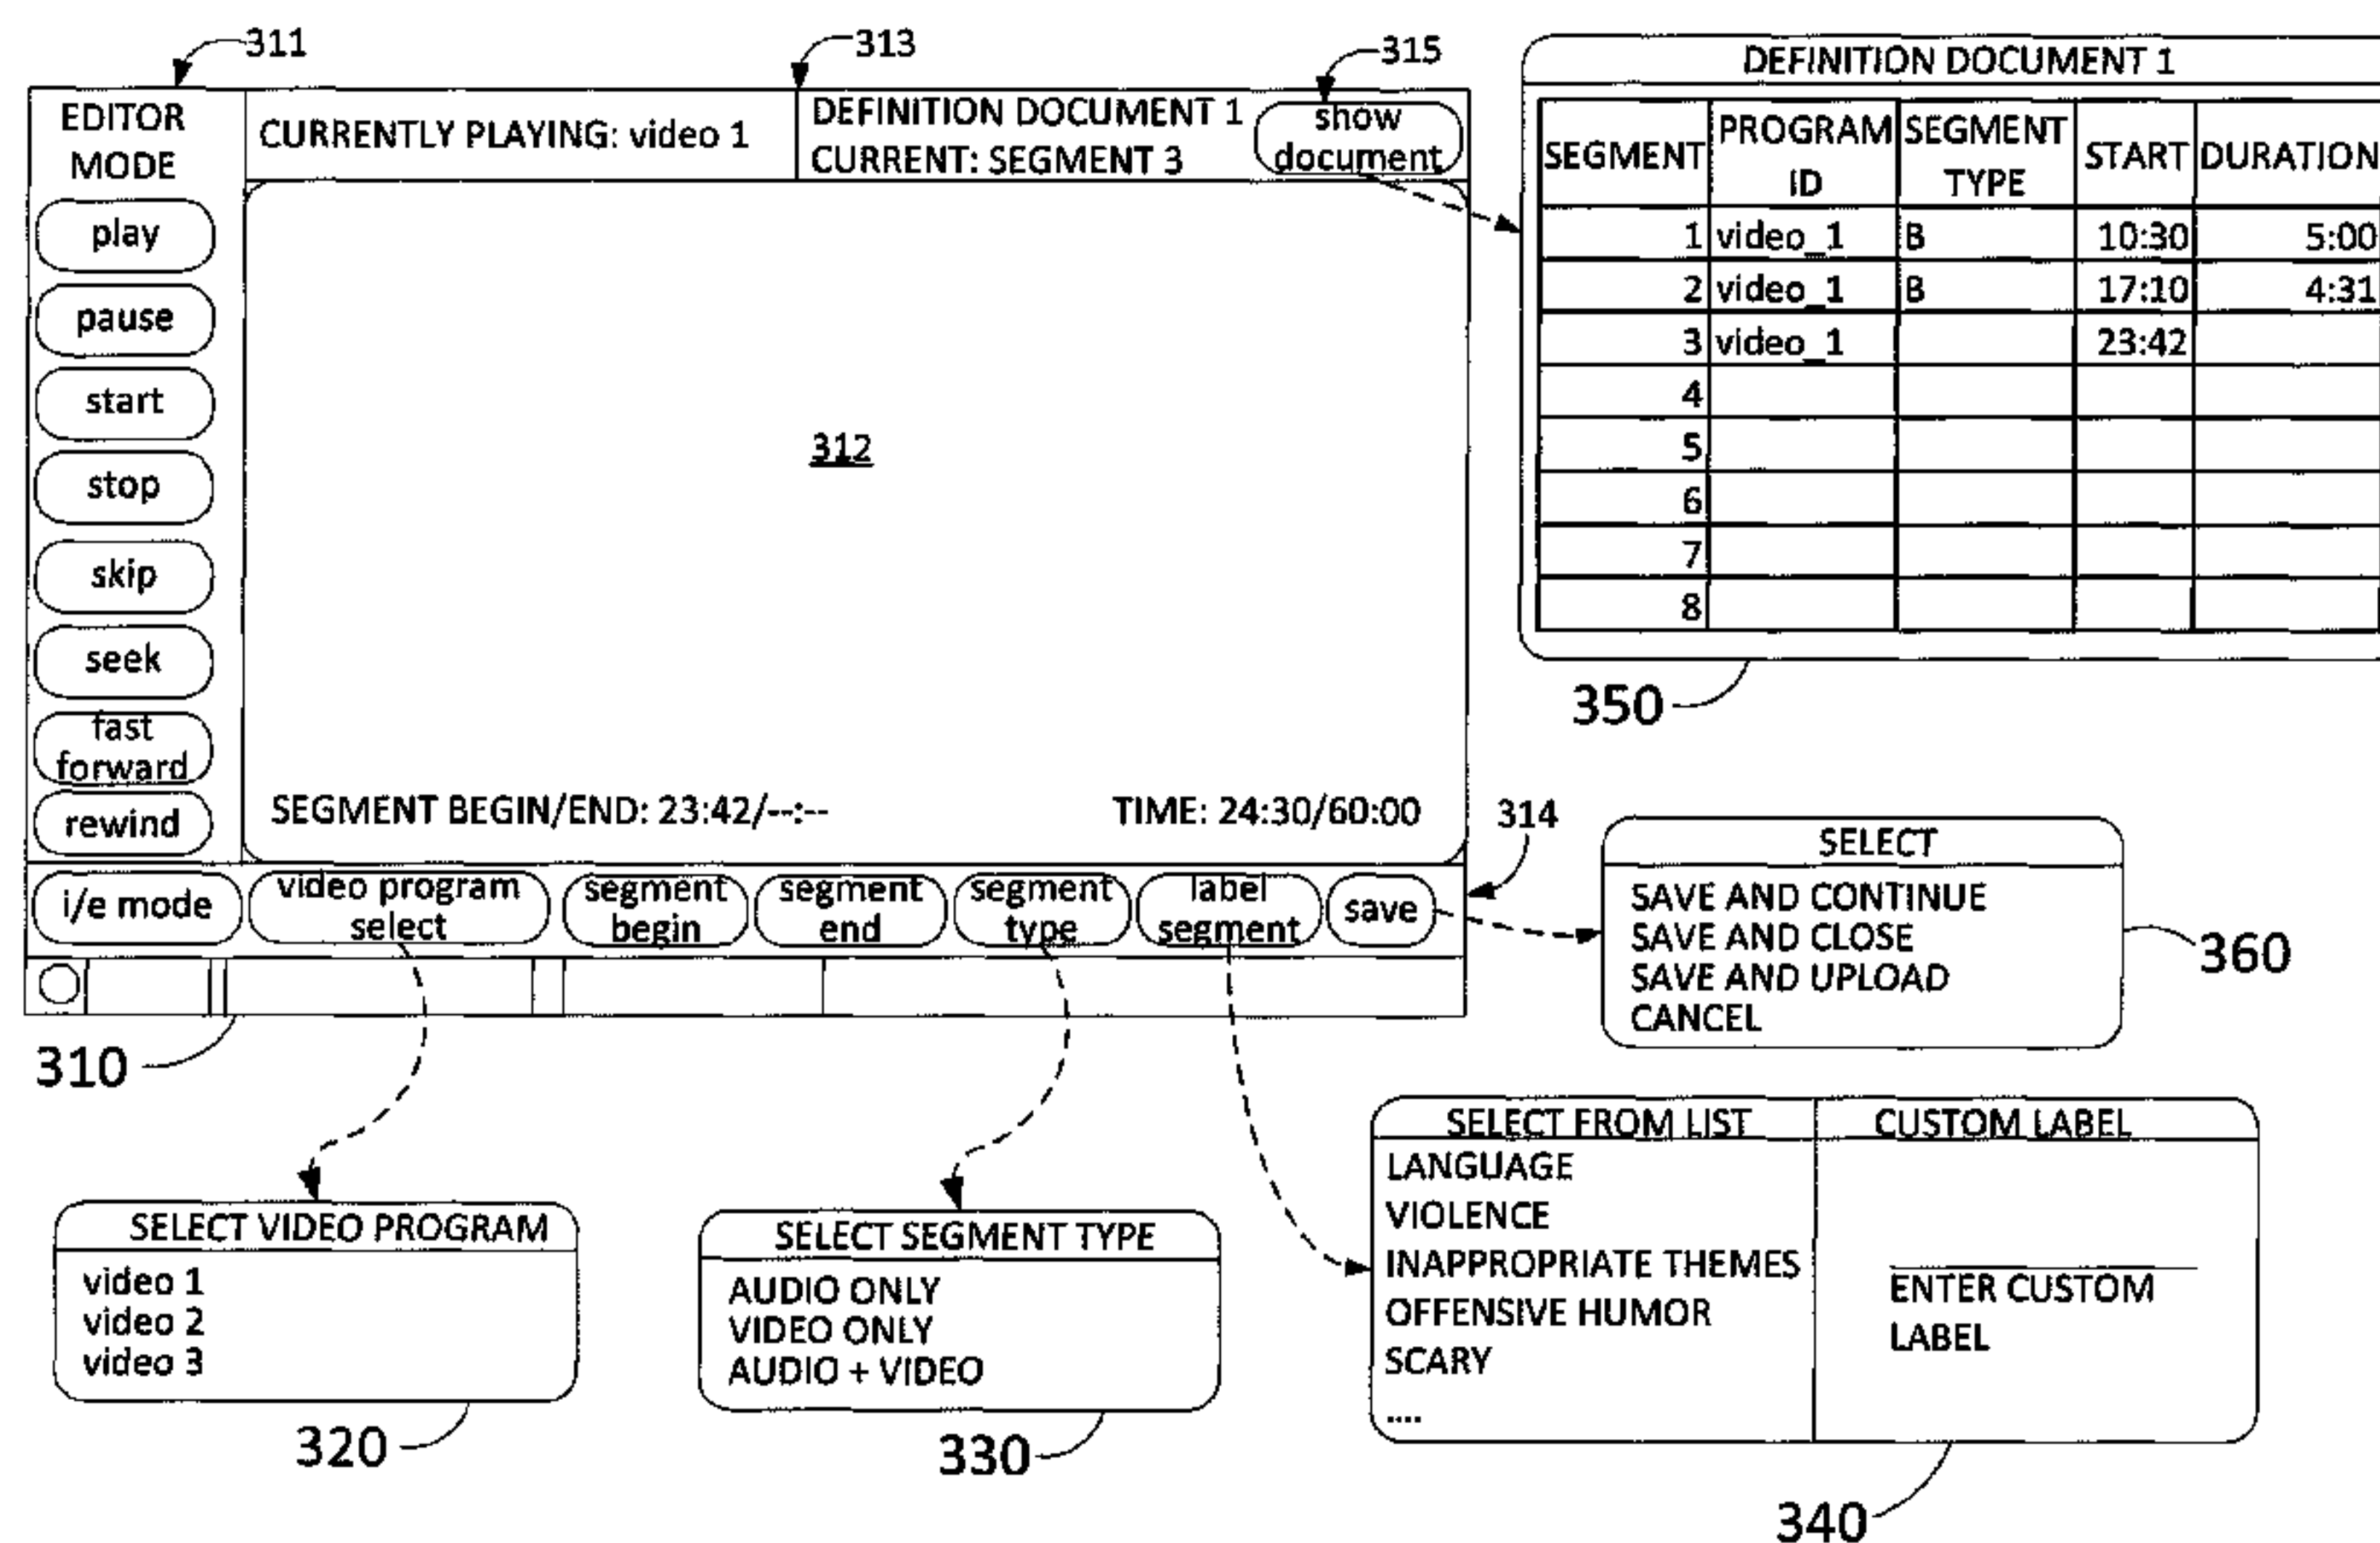 311
313
315
EDITOR
MODE
CURRENTLY PLAYING: video 1
DEFINITION DOCUMENT 1
CURRENT: SEGMENT 3
show
document
play
pause
start
stop
skip
seek
fast
forward
rewind
312
SEGMENT BEGIN/END: 23:42/--:--
TIME: 24:30/60:00
314
i/e mode
video program
select
segment
begin
segment
end
segment
type
label
segment
save
310
DEFINITION DOCUMENT 1
SEGMENT PROGRAM ID SEGMENT TYPE START DURATION
1 video_1 B 10:30 5:00
2 video_1 B 17:10 4:31
3 video_1 23:42
4
5
6
7
8
350
SELECT
SAVE AND CONTINUE
SAVE AND CLOSE
SAVE AND UPLOAD
CANCEL
360
SELECT VIDEO PROGRAM
video 1
video 2
video 3
320
SELECT SEGMENT TYPE
AUDIO ONLY
VIDEO ONLY
AUDIO + VIDEO
330
SELECT FROM LIST
LANGUAGE
VIOLENCE
INAPPROPRIATE THEMES
OFFENSIVE HUMOR
SCARY
....
CUSTOM LABEL
ENTER CUSTOM
LABEL
340